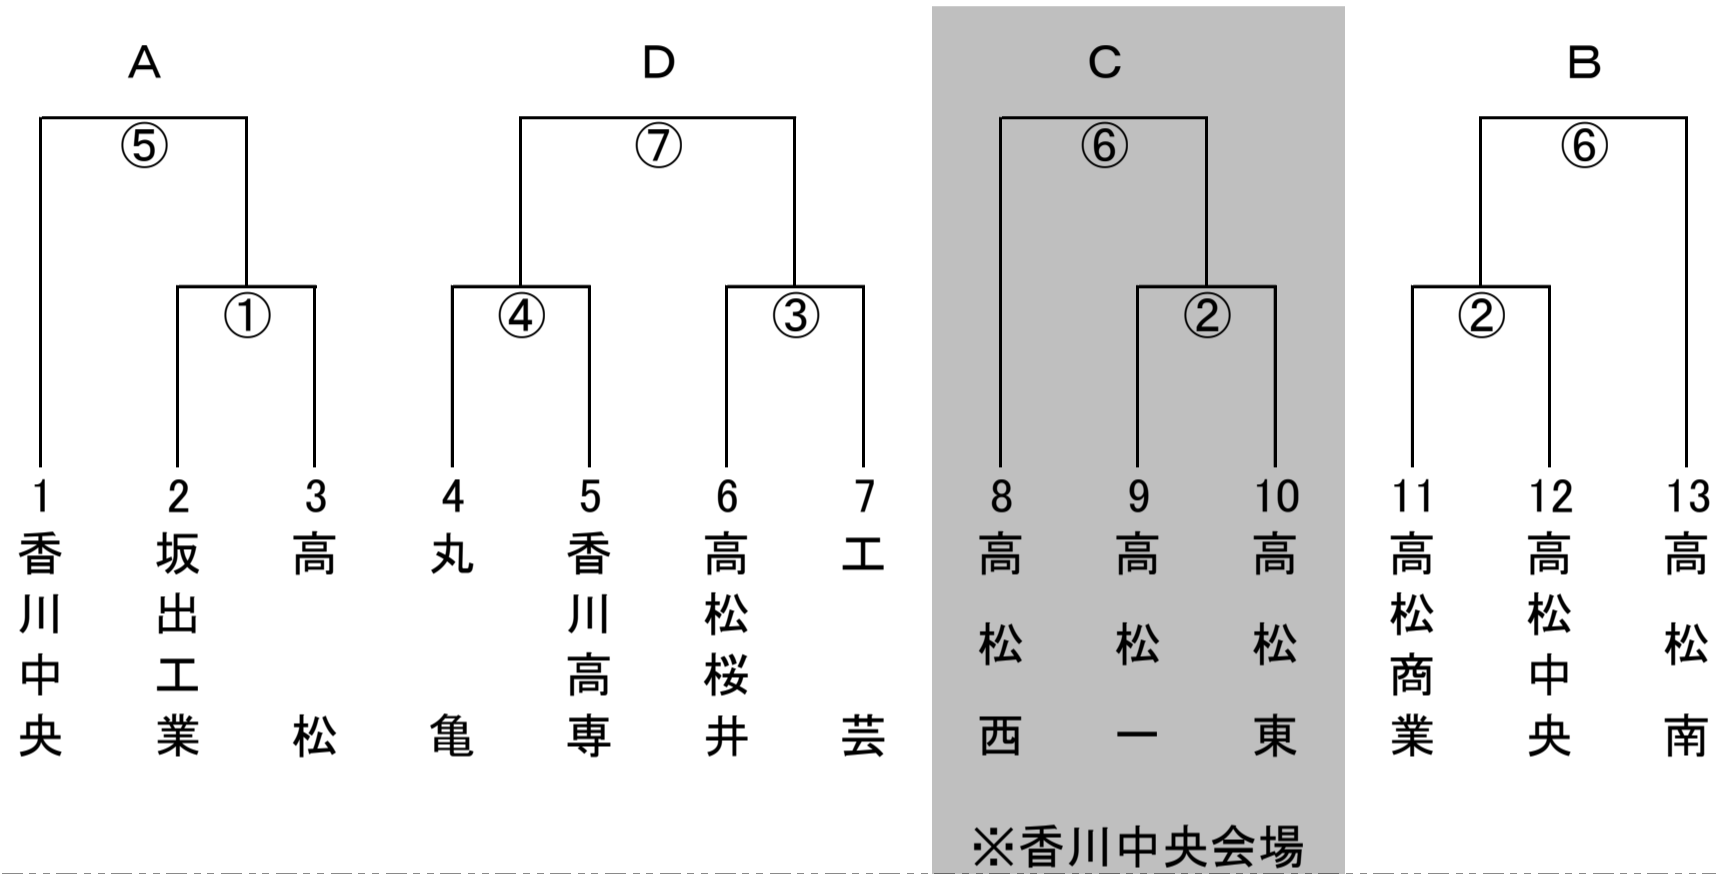 A D C B
⑤ ⑦ ⑥ ⑥
① ④ ③ ② ②
1 2 3 4 5 6 7 8 9 10 11 12 13
香川中央
坂出工業
高松
丸亀
香川高専
高松桜井
工芸
高松西
高松一
高松東
高松商業
高松中央
高松南
※香川中央会場